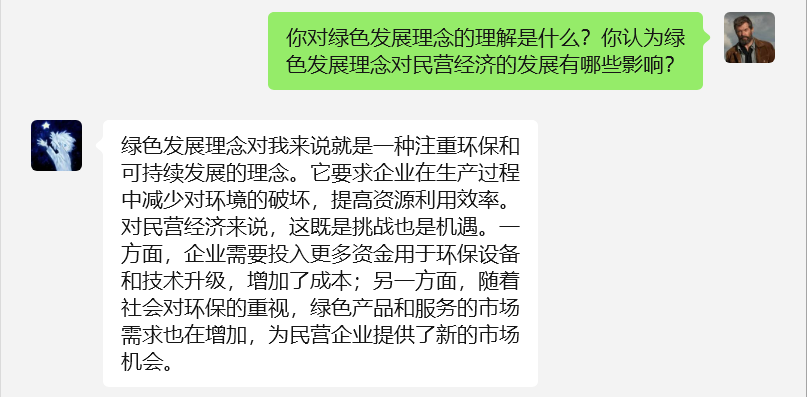 你对绿色发展理念的理解是什么？你认为绿
色发展理念对民营经济的发展有哪些影响？
绿色发展理念对我来说就是一种注重环保和
可持续发展的理念。它要求企业在生产过程
中减少对环境的破坏，提高资源利用效率。
对民营经济来说，这既是挑战也是机遇。一
方面，企业需要投入更多资金用于环保设备
和技术升级，增加了成本；另一方面，随着
社会对环保的重视，绿色产品和服务的市场
需求也在增加，为民营企业提供了新的市场
机会。